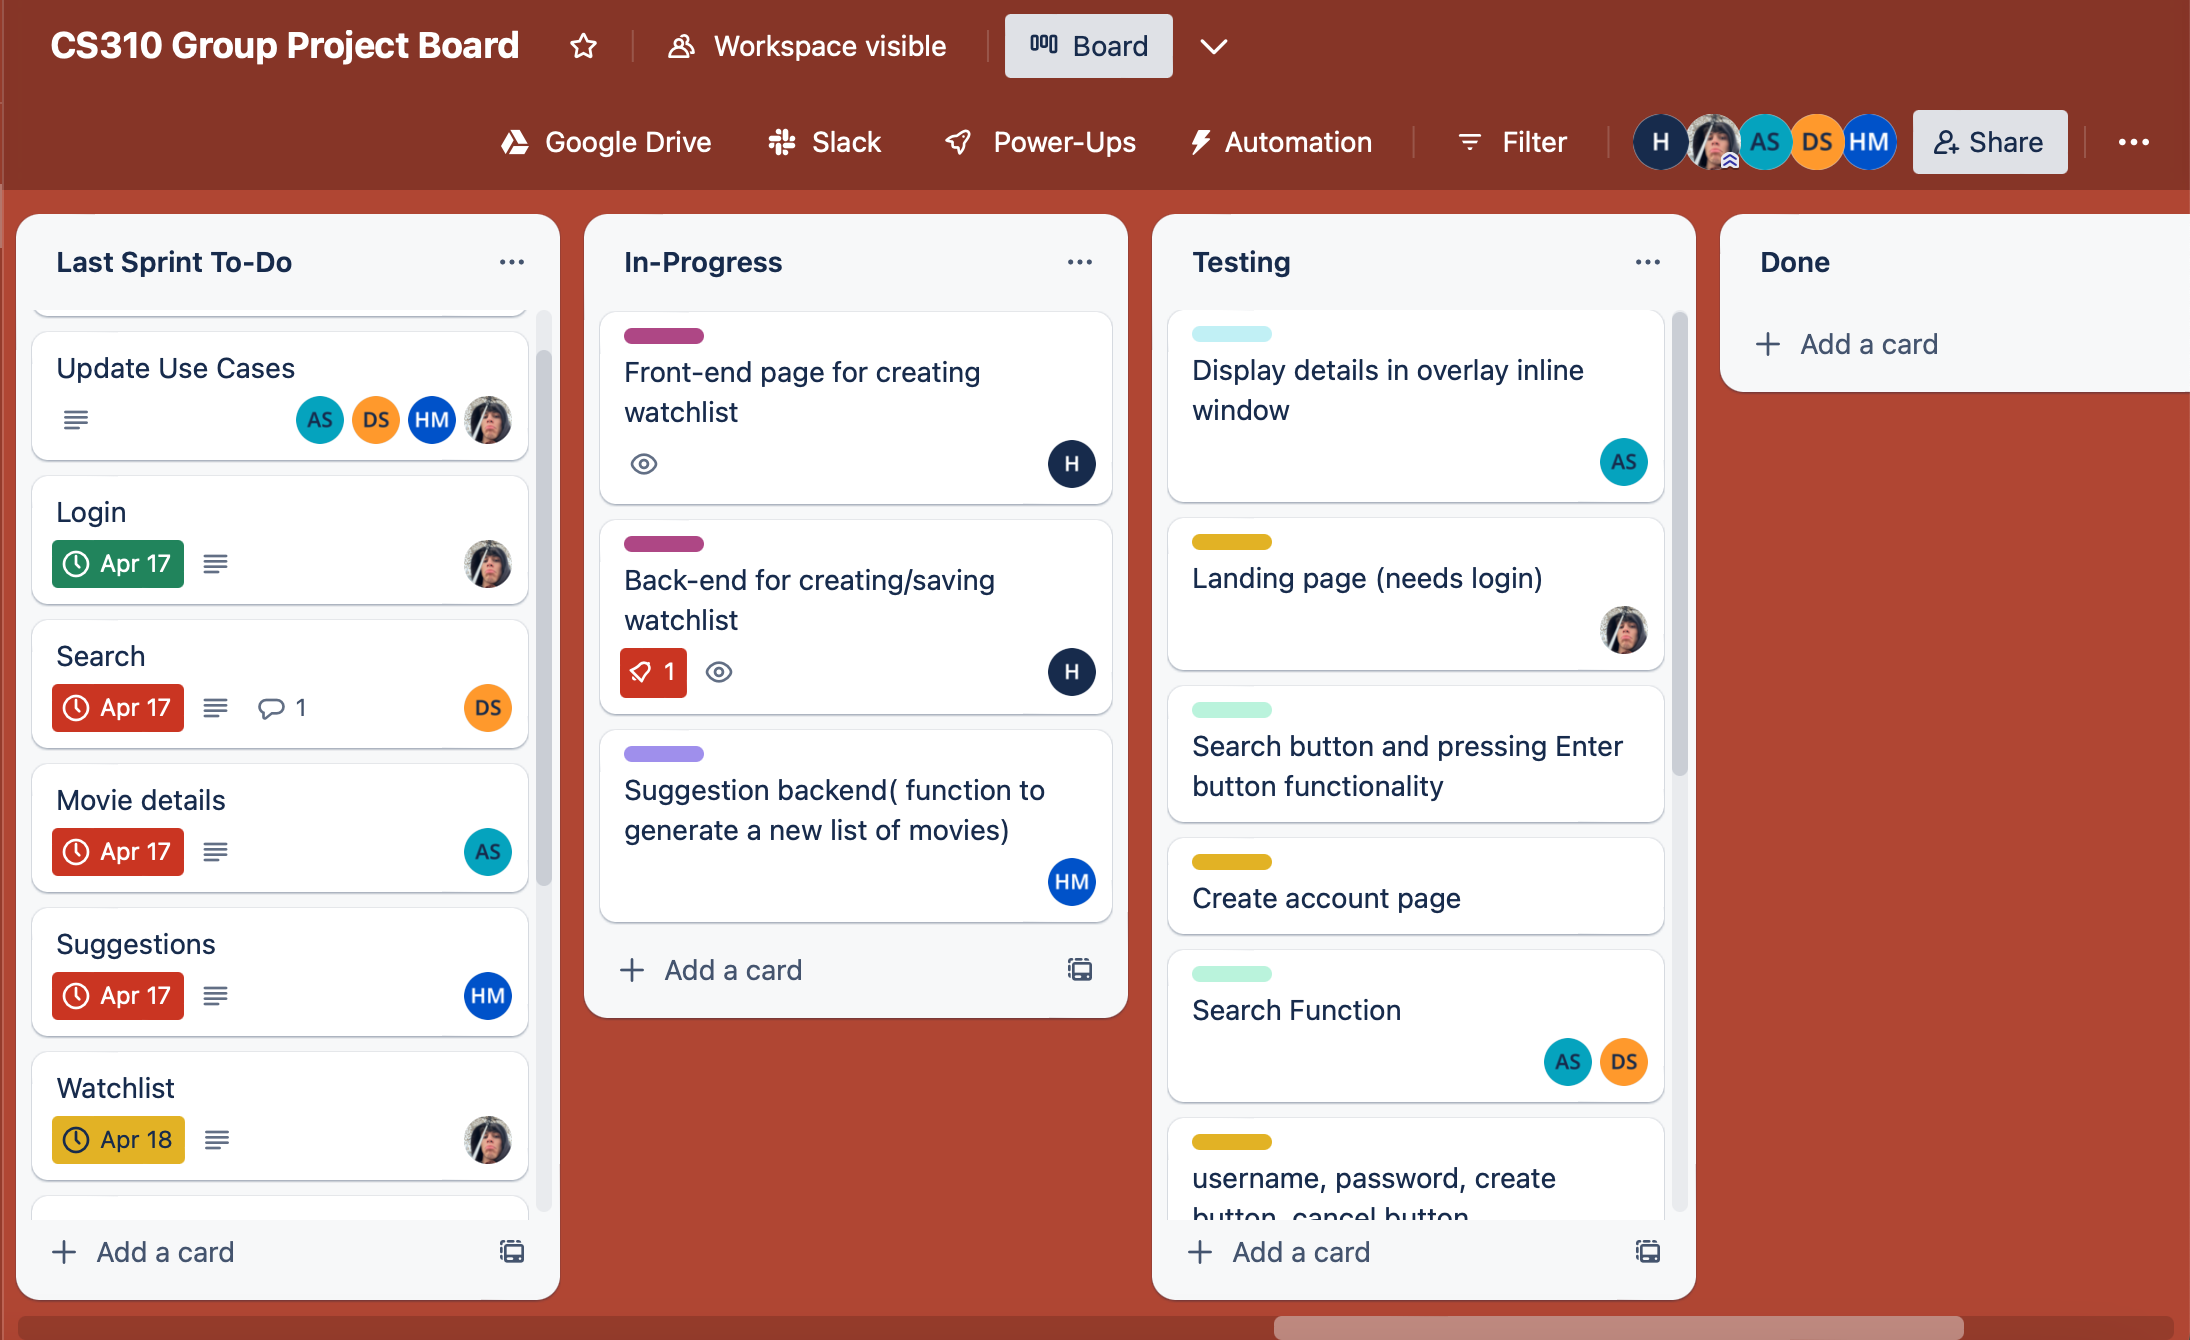 CS310 Group Project Board
Workspace visible
Board
Google Drive
Slack
Power-Ups
Automation
Filter
H
AS
DS
HM
Share
Last Sprint To-Do
Update Use Cases
AS
DS
HM
Login
Apr 17
Search
Apr 17
1
DS
Movie details
Apr 17
AS
Suggestions
Apr 17
HM
Watchlist
Apr 18
Add a card
In-Progress
Front-end page for creating
watchlist
H
Back-end for creating/saving
watchlist
1
H
Suggestion backend( function to
generate a new list of movies)
HM
Add a card
Testing
Display details in overlay inline
window
AS
Landing page (needs login)
Search button and pressing Enter
button functionality
Create account page
Search Function
AS
DS
username, password, create
button, cancel button
Add a card
Done
Add a card